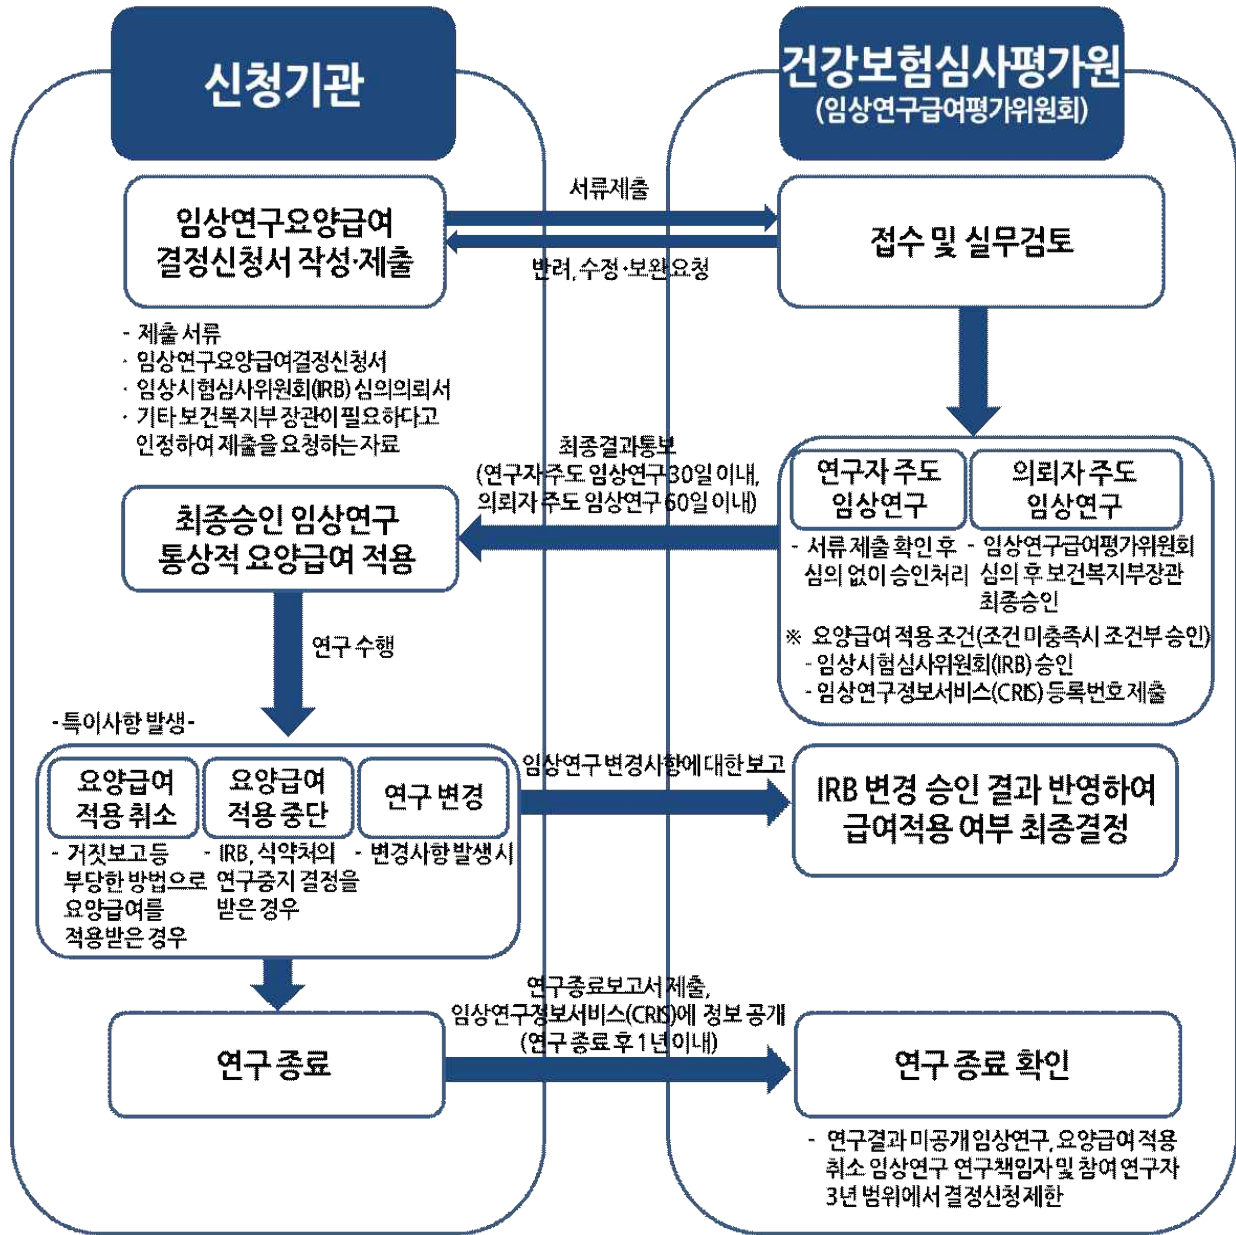 신청기관
건강보험심사평가원
(임상연구급여평가위원회)
임상연구요양급여
결정신청서 작성·제출
서류제출
반려, 수정·보완요청
접수 및 실무검토
- 제출 서류
· 임상연구요양급여결정신청서
· 임상시험심사위원회(IRB) 심의의뢰서
· 기타 보건복지부 장관이 필요하다고
인정하여 제출을 요청하는 자료
최종결과통보
(연구자주도 임상연구30일 이내,
의뢰자 주도 임상연구 60일 이내)
연구자 주도
임상연구
의뢰자 주도
임상연구
- 서류 제출 확인 후
심의 없이 승인처리
- 임상연구급여평가위원회
심의 후 보건복지부장관
최종승인
※ 요양급여 적용 조건(조건 미충족시 조건부 승인)
- 임상시험심사위원회(IRB) 승인
- 임상연구정보서비스(CRIS) 등록번호 제출
최종승인 임상연구
통상적 요양급여 적용
연구 수행
-특이사항 발생-
요양급여
적용 취소
요양급여
적용 중단
연구 변경
- 거짓보고 등
부당한 방법으로
요양급여를
적용받은 경우
- IRB, 식약처의
연구중지 결정을
받은 경우
- 변경사항 발생 시
임상연구 변경사항에 대한 보고
IRB 변경 승인 결과 반영하여
급여적용 여부 최종결정
연구 종료
연구종료보고서 제출,
임상연구정보서비스(CRIS)에 정보 공개
(연구 종료 후 1년 이내)
연구 종료 확인
- 연구결과 미공개 임상연구, 요양급여 적용
취소 임상연구 연구책임자 및 참여 연구자
3년 범위에서 결정신청 제한